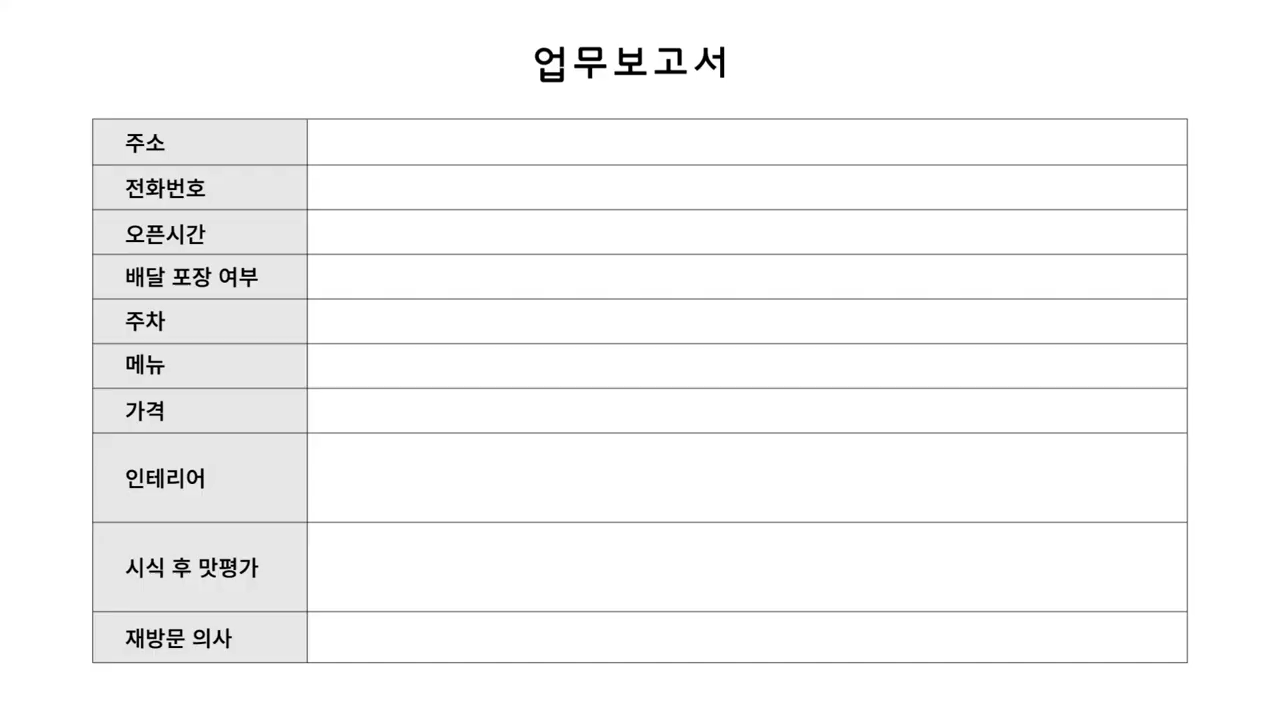 업무보고서
주소
전화번호
오픈시간
배달 포장 여부
주차
메뉴
가격
인테리어
시식 후 맛평가
재방문 의사